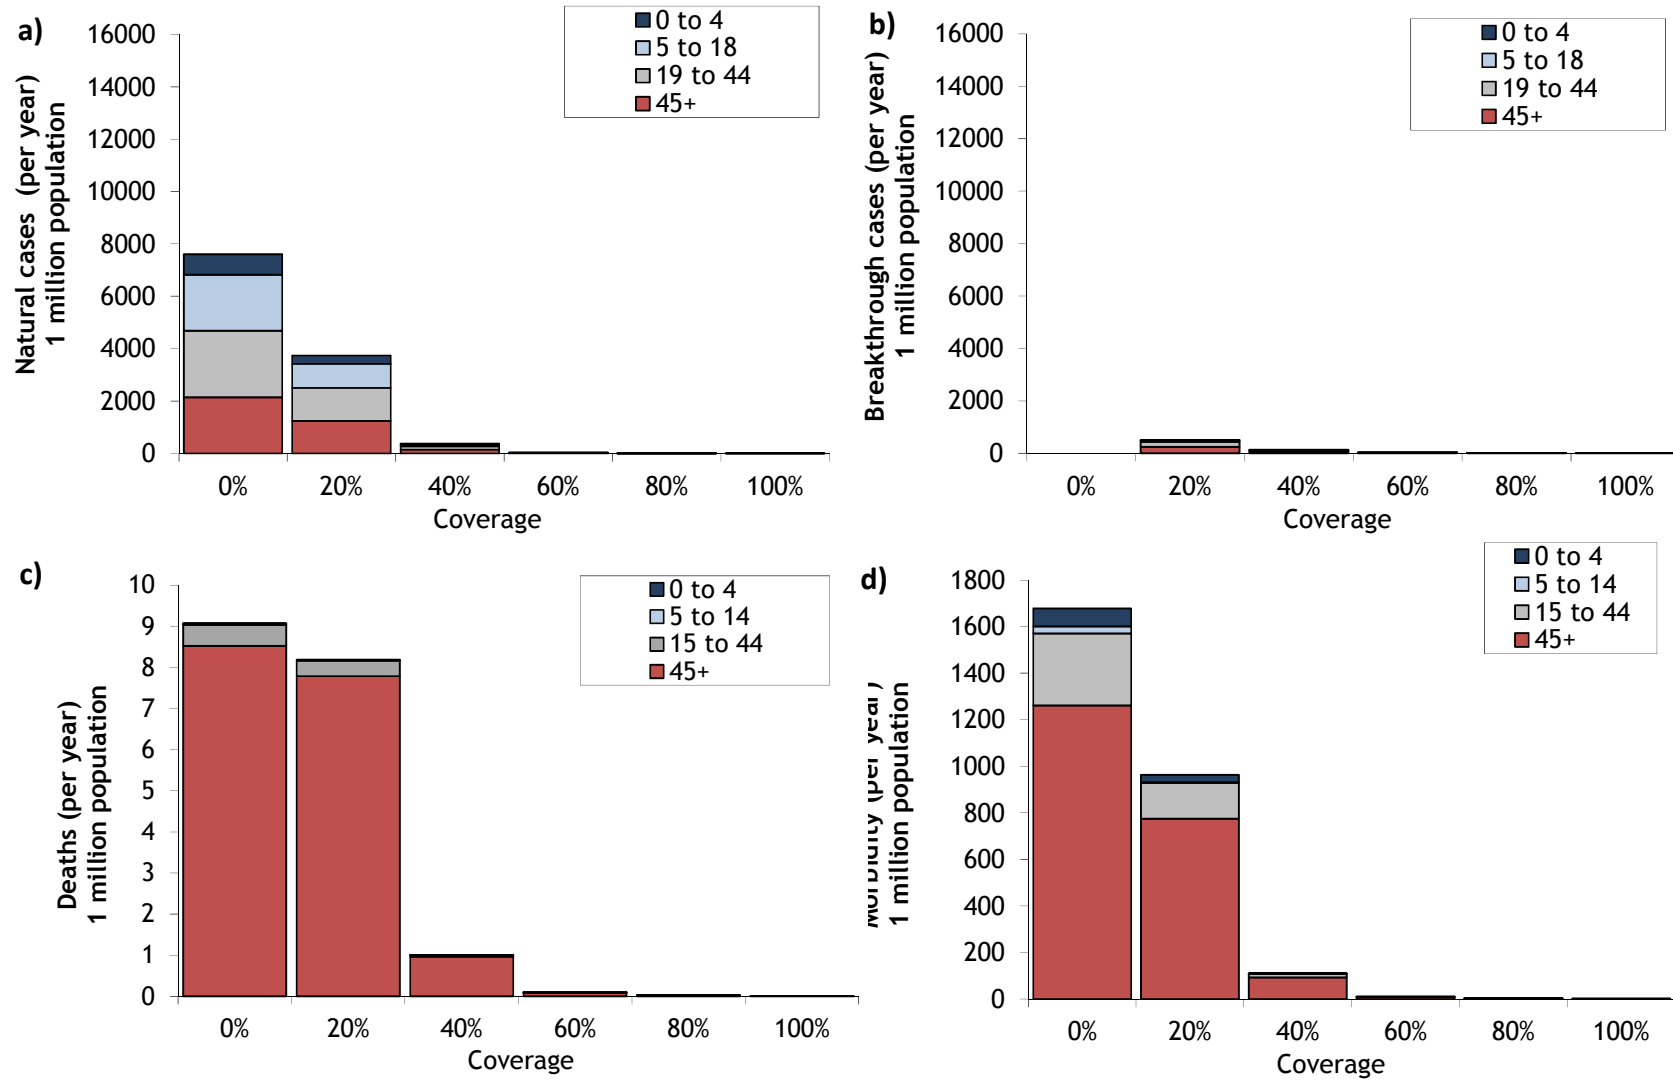 a)
Natural cases (per year)
1 million population
16000
14000
12000
10000
8000
6000
4000
2000
0
0%
20%
40%
60%
80%
100%
Coverage
0 to 4
5 to 18
19 to 44
45+
b)
Breakthrough cases (per year)
1 million population
16000
14000
12000
10000
8000
6000
4000
2000
0
0%
20%
40%
60%
80%
100%
Coverage
0 to 4
5 to 18
19 to 44
45+
c)
Deaths (per year)
1 million population
10
9
8
7
6
5
4
3
2
1
0
0%
20%
40%
60%
80%
100%
Coverage
0 to 4
5 to 14
15 to 44
45+
d)
Morbidity (per year)
1 million population
1800
1600
1400
1200
1000
800
600
400
200
0
0%
20%
40%
60%
80%
100%
Coverage
0 to 4
5 to 14
15 to 44
45+